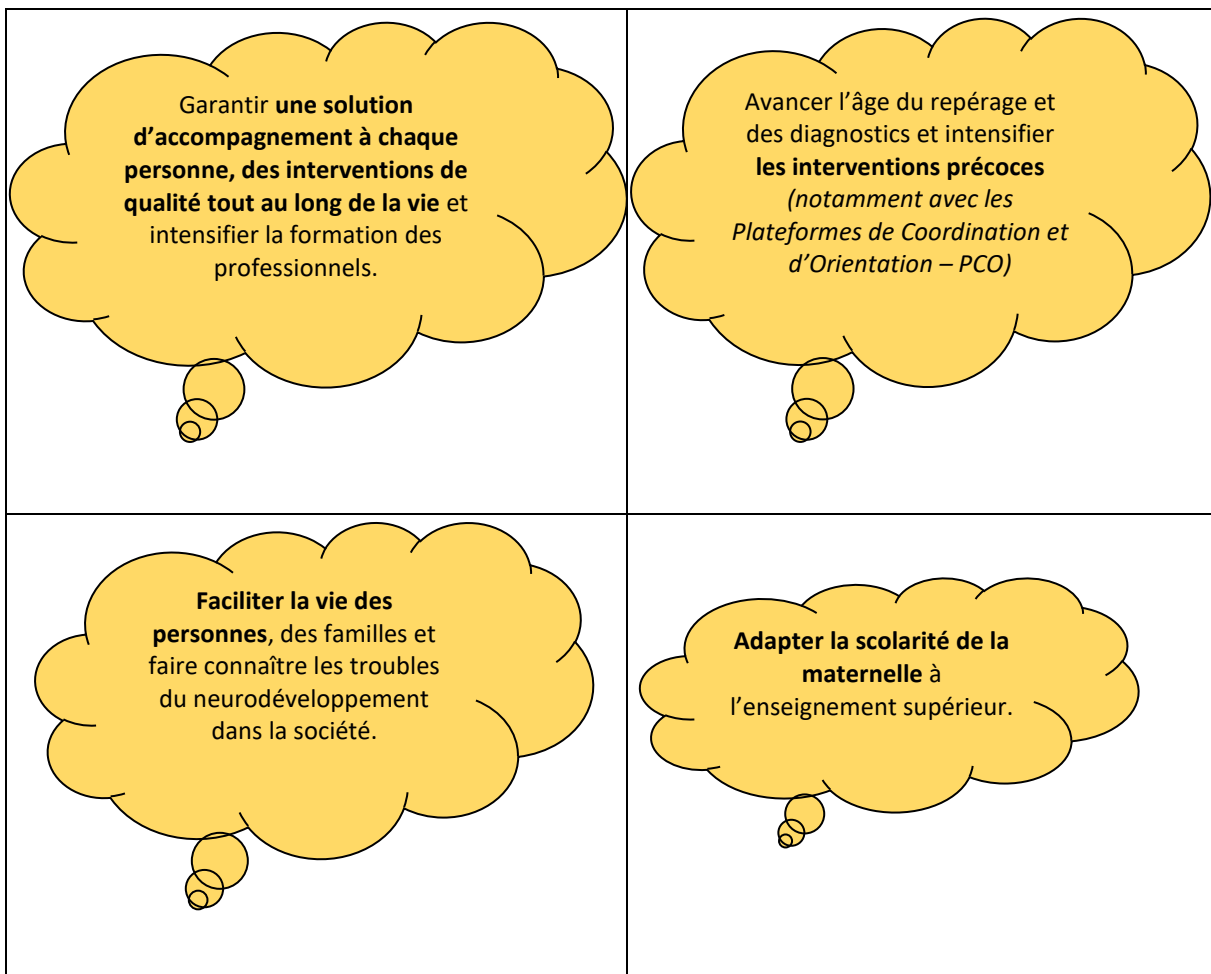 Garantir une solution
d’accompagnement à chaque
personne, des interventions de
qualité tout au long de la vie et
intensifier la formation des
professionnels.
Avancer l’âge du repérage et
des diagnostics et intensifier
les interventions précoces
(notamment avec les
Plateformes de Coordination et
d’Orientation – PCO)
Faciliter la vie des
personnes, des familles et
faire connaître les troubles
du neurodéveloppement
dans la société.
Adapter la scolarité de la
maternelle à
l’enseignement supérieur.